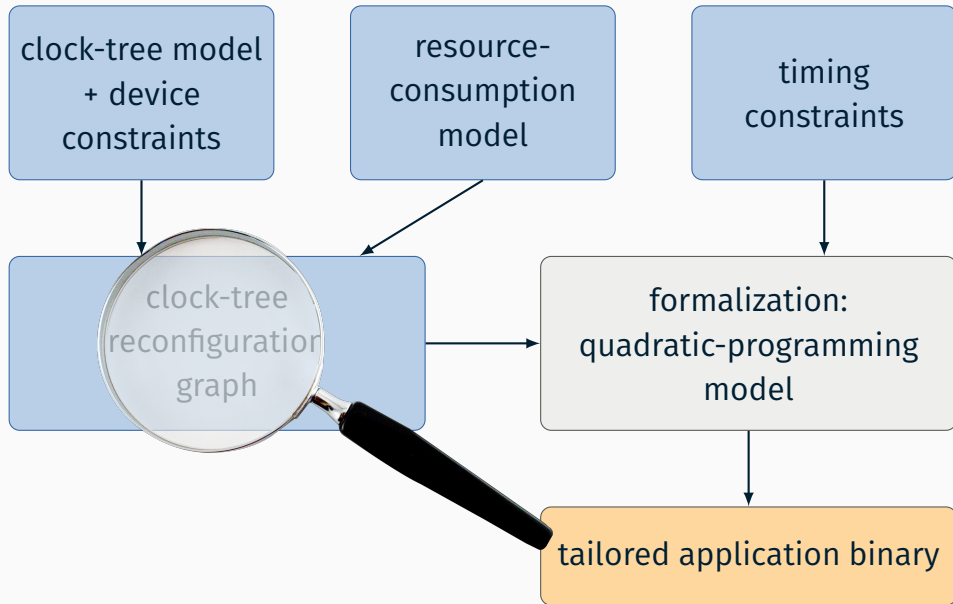 clock-tree model
+ device
constraints
resource-
consumption
model
timing
constraints
clock-tree
reconfiguration
graph
formalization:
quadratic-programming
model
tailored application binary